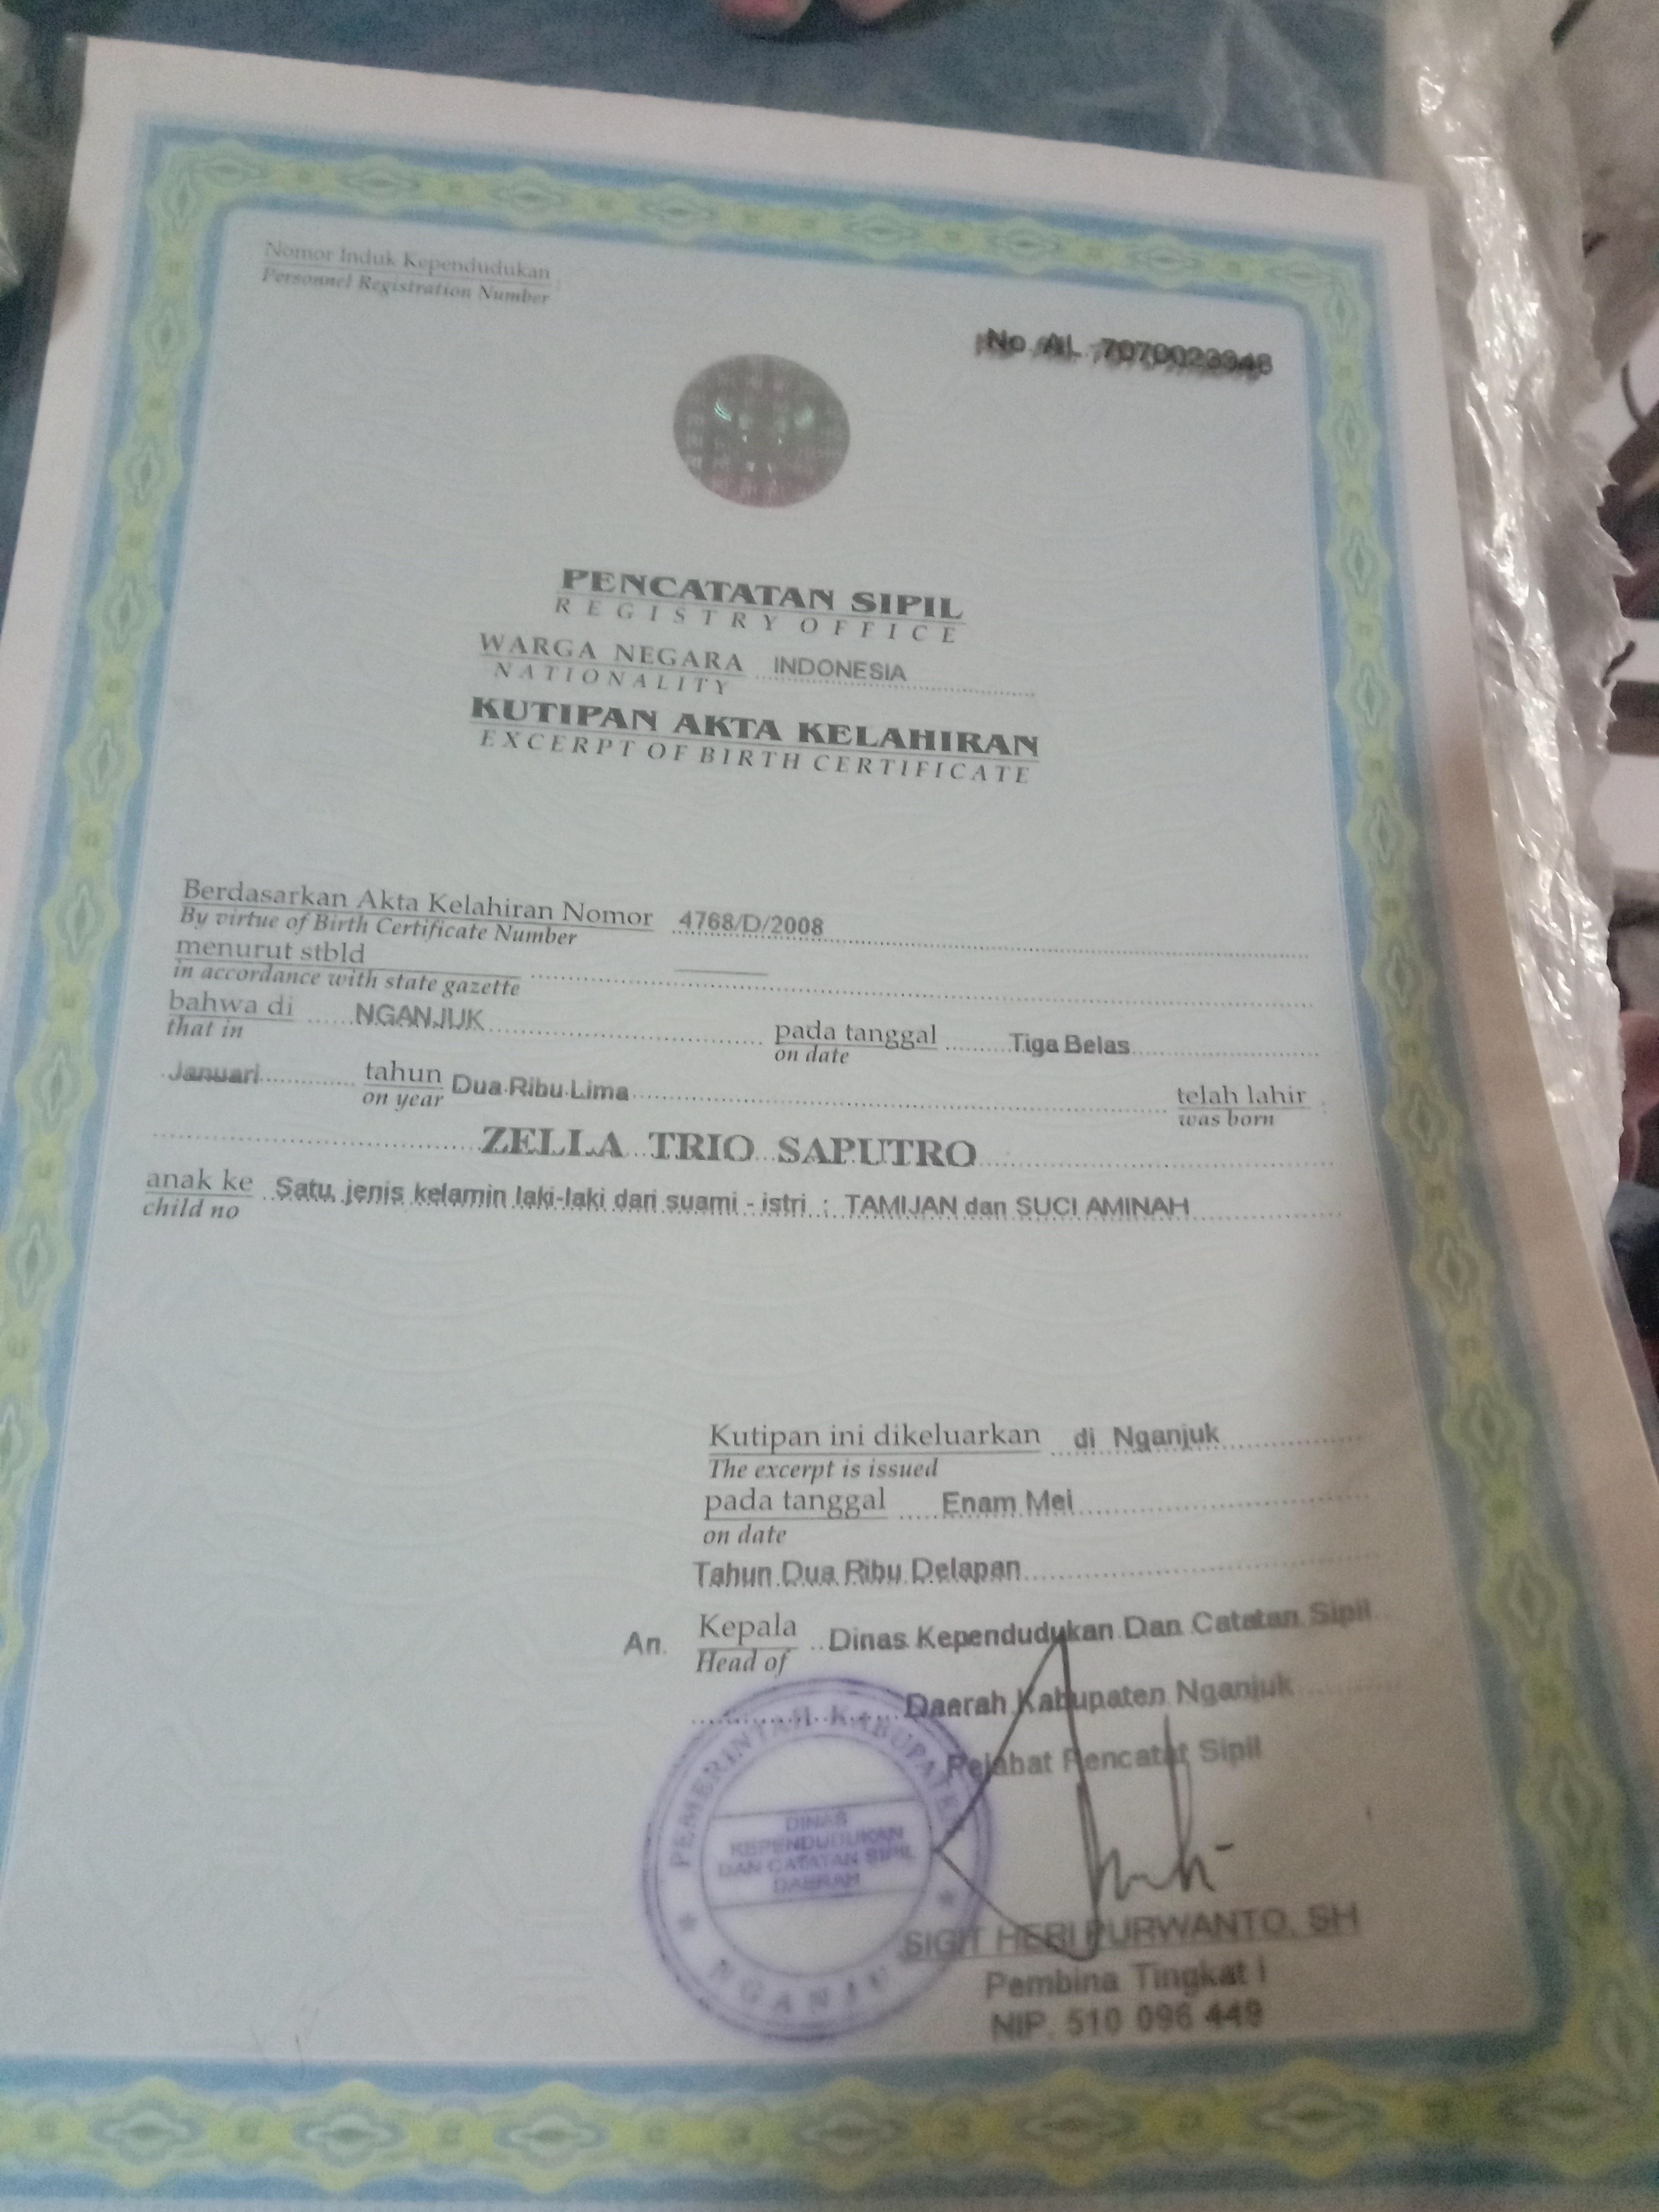 Nomor Induk Kependudukan
Personnel Registration Number
No AL 7070023948
PENCATATAN SIPIL
REGISTRY OFFICE
WARGA NEGARA INDONESIA
NATIONALITY
KUTIPAN AKTA KELAHIRAN
EXCERPT OF BIRTH CERTIFICATE
Berdasarkan Akta Kelahiran Nomor 4768/D/2008
By virtue of Birth Certificate Number
menurut stbld
in accordance with state gazette
bahwa di NGANJUK pada tanggal Tiga Belas
that in on date
Januari tahun Dua Ribu Lima telah lahir :
on year was born
ZELLA TRIO SAPUTRO
anak ke Satu, jenis kelamin laki-laki dari suami - istri : TAMIJAN dan SUCI AMINAH
child no
Kutipan ini dikeluarkan di Nganjuk
The excerpt is issued
pada tanggal Enam Mei
on date
Tahun Dua Ribu Delapan
An. Kepala Dinas Kependudukan Dan Catatan Sipil
Head of
Daerah Kabupaten Nganjuk
Pejabat Pencatat Sipil
PEMERINTAH KABUPATEN
DINAS
KEPENDUDUKAN
DAN CATATAN SIPIL
DAERAH
NGANJUK
SIGIT HERI PURWANTO, SH
Pembina Tingkat I
NIP. 510 096 449